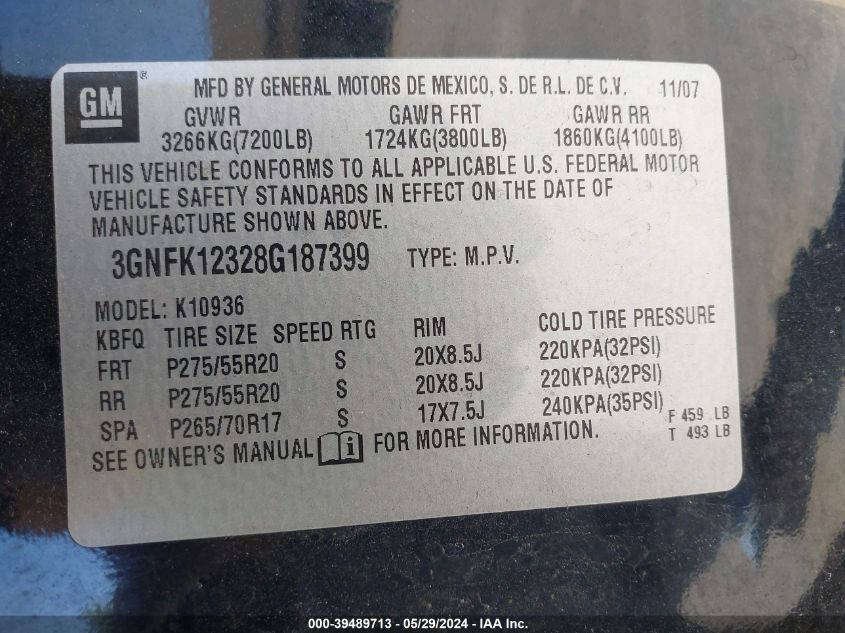 GM ® MFD BY GENERAL MOTORS DE MEXICO, S. DE R.L. DE C.V. 11/07
GVWR GAWR FRT GAWR RR
3266KG(7200LB) 1724KG(3800LB) 1860KG(4100LB)
THIS VEHICLE CONFORMS TO ALL APPLICABLE U.S. FEDERAL MOTOR
VEHICLE SAFETY STANDARDS IN EFFECT ON THE DATE OF
MANUFACTURE SHOWN ABOVE.
3GNFK12328G187399 TYPE: M.P.V.
MODEL: K10936
KBFQ TIRE SIZE SPEED RTG RIM COLD TIRE PRESSURE
FRT P275/55R20 S 20X8.5J 220KPA(32PSI)
RR P275/55R20 S 20X8.5J 220KPA(32PSI)
SPA P265/70R17 S 17X7.5J 240KPA(35PSI) F 459 LB
SEE OWNER'S MANUAL i FOR MORE INFORMATION. T 493 LB
000-39489713 - 05/29/2024 - IAA Inc.